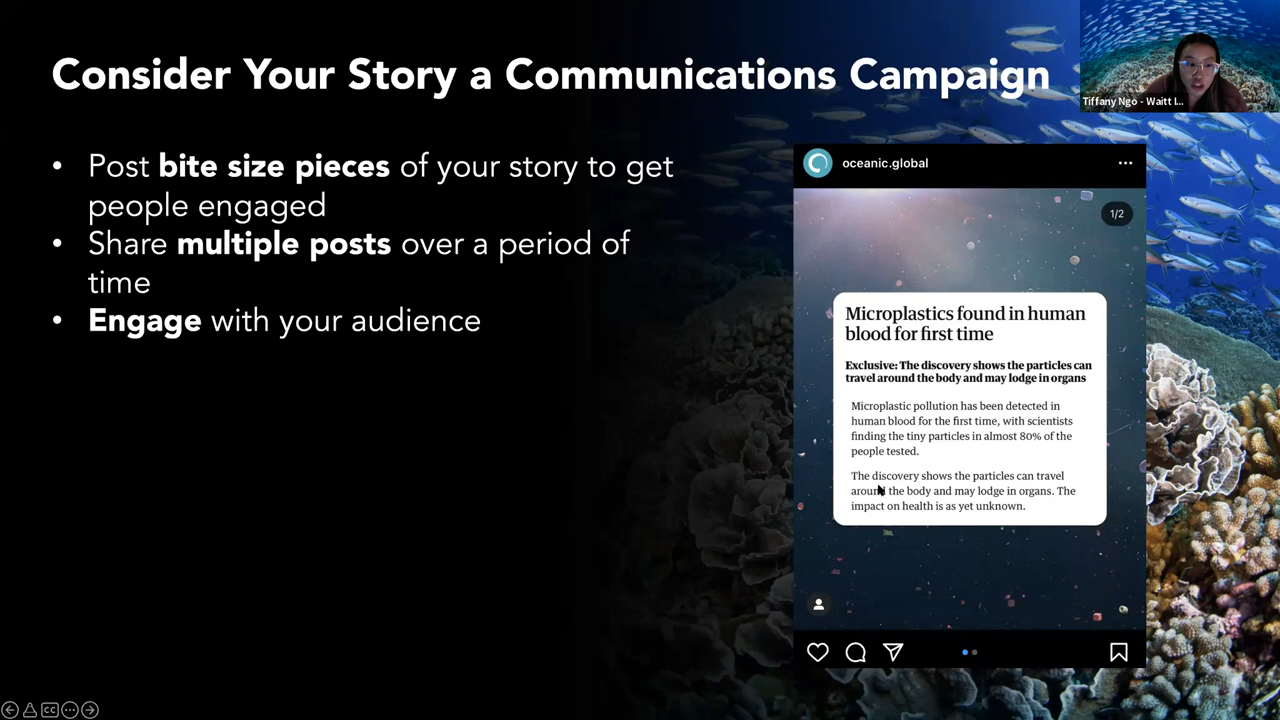 Consider Your Story a Communications Campaign
Tiffany Ngo - Waitt I...
• Post bite size pieces of your story to get
people engaged
• Share multiple posts over a period of
time
• Engage with your audience
oceanic.global
1/2
Microplastics found in human
blood for first time
Exclusive: The discovery shows the particles can
travel around the body and may lodge in organs
Microplastic pollution has been detected in
human blood for the first time, with scientists
finding the tiny particles in almost 80% of the
people tested.
The discovery shows the particles can travel
around the body and may lodge in organs. The
impact on health is as yet unknown.
CC